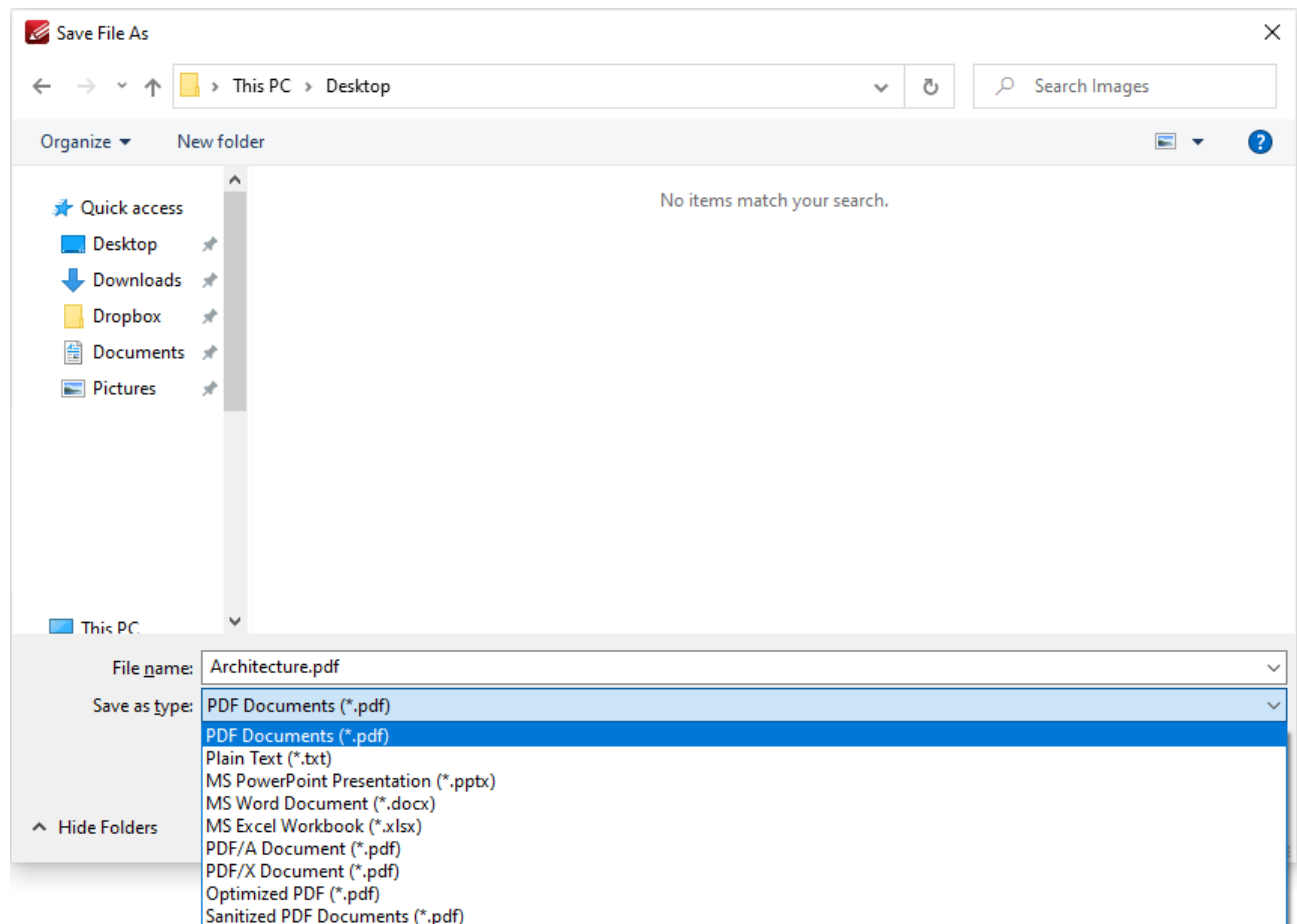 Save File As
This PC > Desktop
Search Images
Organize
New folder
?
Quick access
No items match your search.
Desktop
Downloads
Dropbox
Documents
Pictures
This PC
File name: Architecture.pdf
Save as type: PDF Documents (*.pdf)
PDF Documents (*.pdf)
Plain Text (*.txt)
MS PowerPoint Presentation (*.pptx)
MS Word Document (*.docx)
Hide Folders
MS Excel Workbook (*.xlsx)
PDF/A Document (*.pdf)
PDF/X Document (*.pdf)
Optimized PDF (*.pdf)
Sanitized PDF Documents (*.pdf)